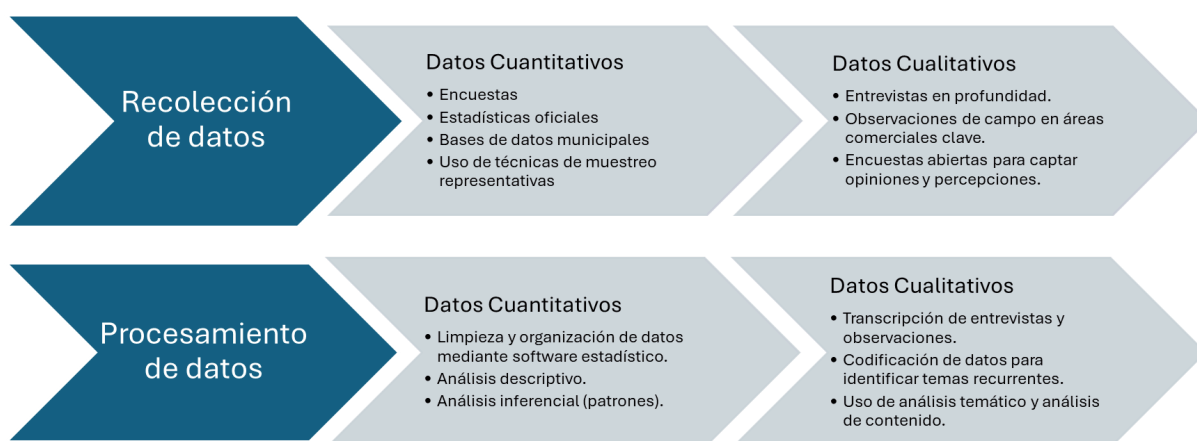 Recolección
de datos
Datos Cuantitativos
• Encuestas
• Estadísticas oficiales
• Bases de datos municipales
• Uso de técnicas de muestreo
representativas
Datos Cualitativos
• Entrevistas en profundidad.
• Observaciones de campo en áreas
comerciales clave.
• Encuestas abiertas para captar
opiniones y percepciones.
Procesamiento
de datos
Datos Cuantitativos
• Limpieza y organización de datos
mediante software estadístico.
• Análisis descriptivo.
• Análisis inferencial (patrones).
Datos Cualitativos
• Transcripción de entrevistas y
observaciones.
• Codificación de datos para
identificar temas recurrentes.
• Uso de análisis temático y análisis
de contenido.